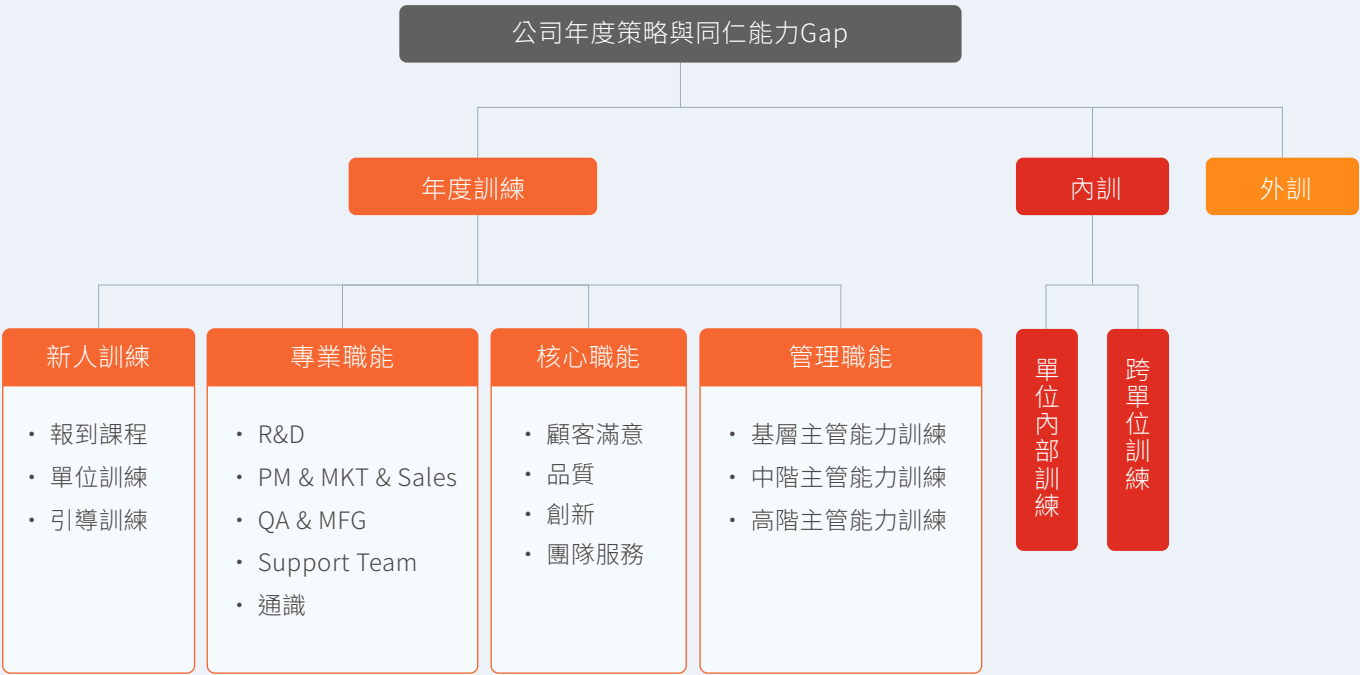 公司年度策略與同仁能力Gap
年度訓練
內訓
外訓
新人訓練
・ 報到課程
・ 單位訓練
・ 引導訓練
專業職能
・ R&D
・ PM & MKT & Sales
・ QA & MFG
・ Support Team
・ 通識
核心職能
・ 顧客滿意
・ 品質
・ 創新
・ 團隊服務
管理職能
・ 基層主管能力訓練
・ 中階主管能力訓練
・ 高階主管能力訓練
單位內部訓練
跨單位訓練